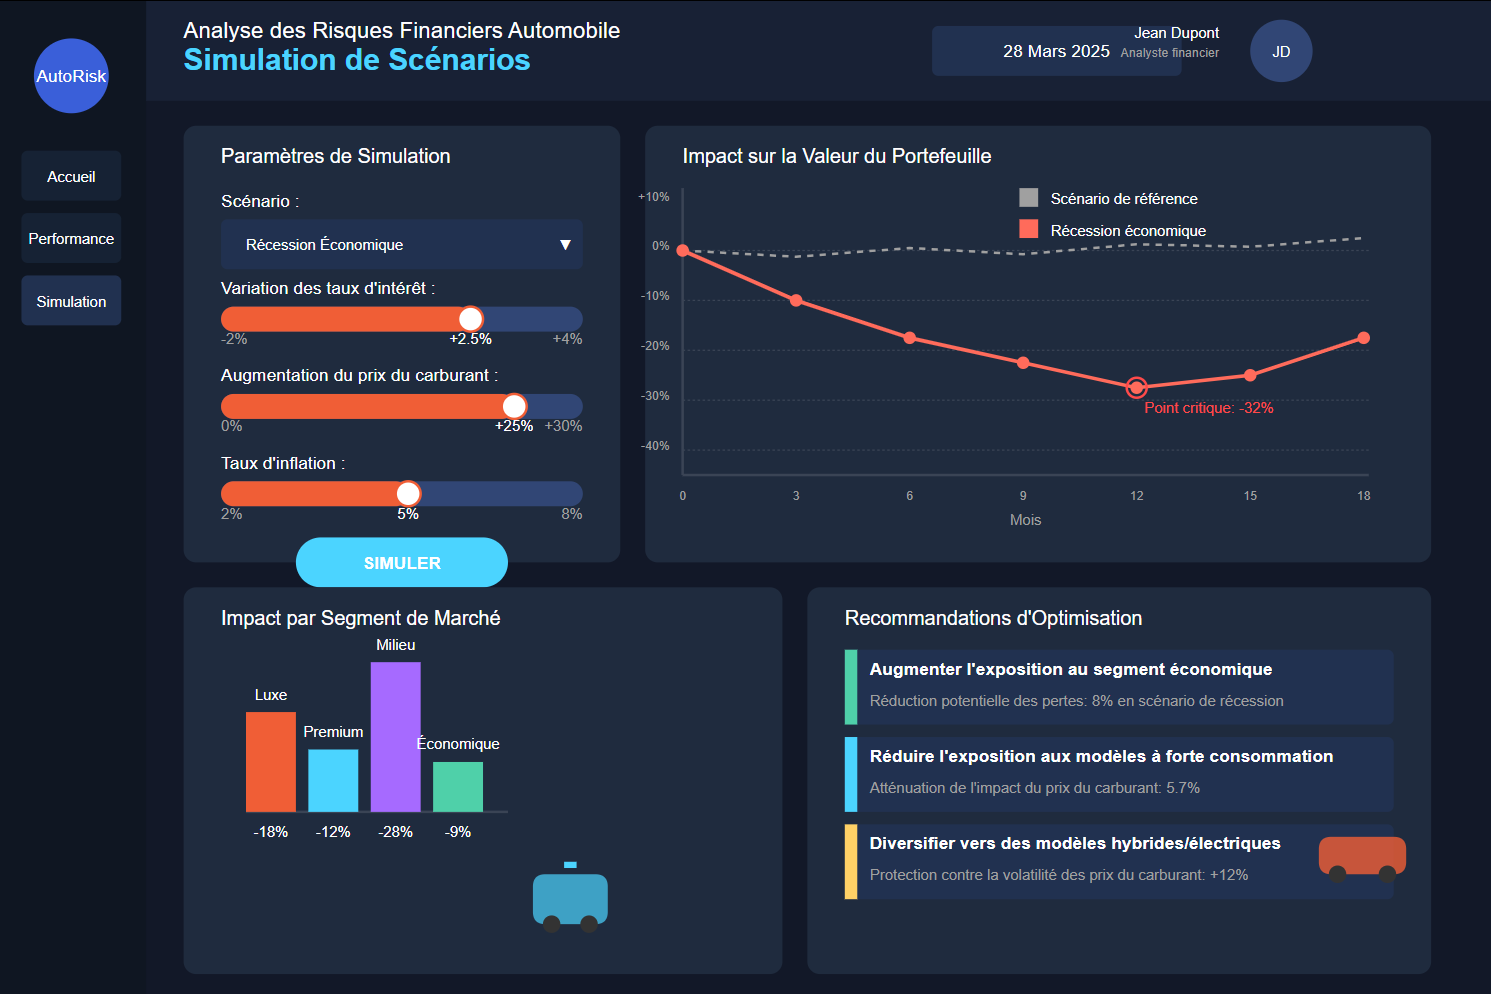 AutoRisk
Accueil
Performance
Simulation
Analyse des Risques Financiers Automobile
Simulation de Scénarios
28 Mars 2025
Jean Dupont
Analyste financier
JD
Paramètres de Simulation
Scénario :
Récession Économique
▼
Variation des taux d'intérêt :
-2%
+2.5%
+4%
Augmentation du prix du carburant :
0%
+25%
+30%
Taux d'inflation :
2%
5%
8%
SIMULER
Impact sur la Valeur du Portefeuille
Scénario de référence
Récession économique
+10%
0%
-10%
-20%
-30%
-40%
Point critique: -32%
0
3
6
9
12
15
18
Mois
Impact par Segment de Marché
Luxe
Premium
Milieu
Économique
-18%
-12%
-28%
-9%
Recommandations d'Optimisation
Augmenter l'exposition au segment économique
Réduction potentielle des pertes: 8% en scénario de récession
Réduire l'exposition aux modèles à forte consommation
Atténuation de l'impact du prix du carburant: 5.7%
Diversifier vers des modèles hybrides/électriques
Protection contre la volatilité des prix du carburant: +12%